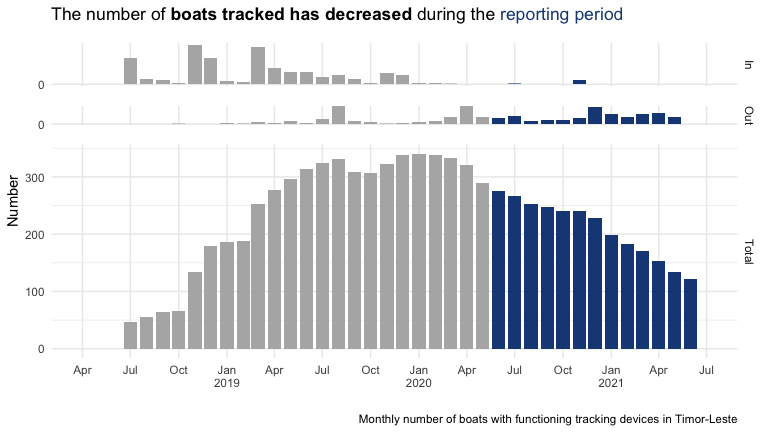 The number of boats tracked has decreased during the reporting period
0
In
0
Out
300
200
100
0
Number
Total
Apr Jul Oct Jan Apr Jul Oct Jan Apr Jul Oct Jan Apr Jul
2019 2020 2021
Monthly number of boats with functioning tracking devices in Timor-Leste